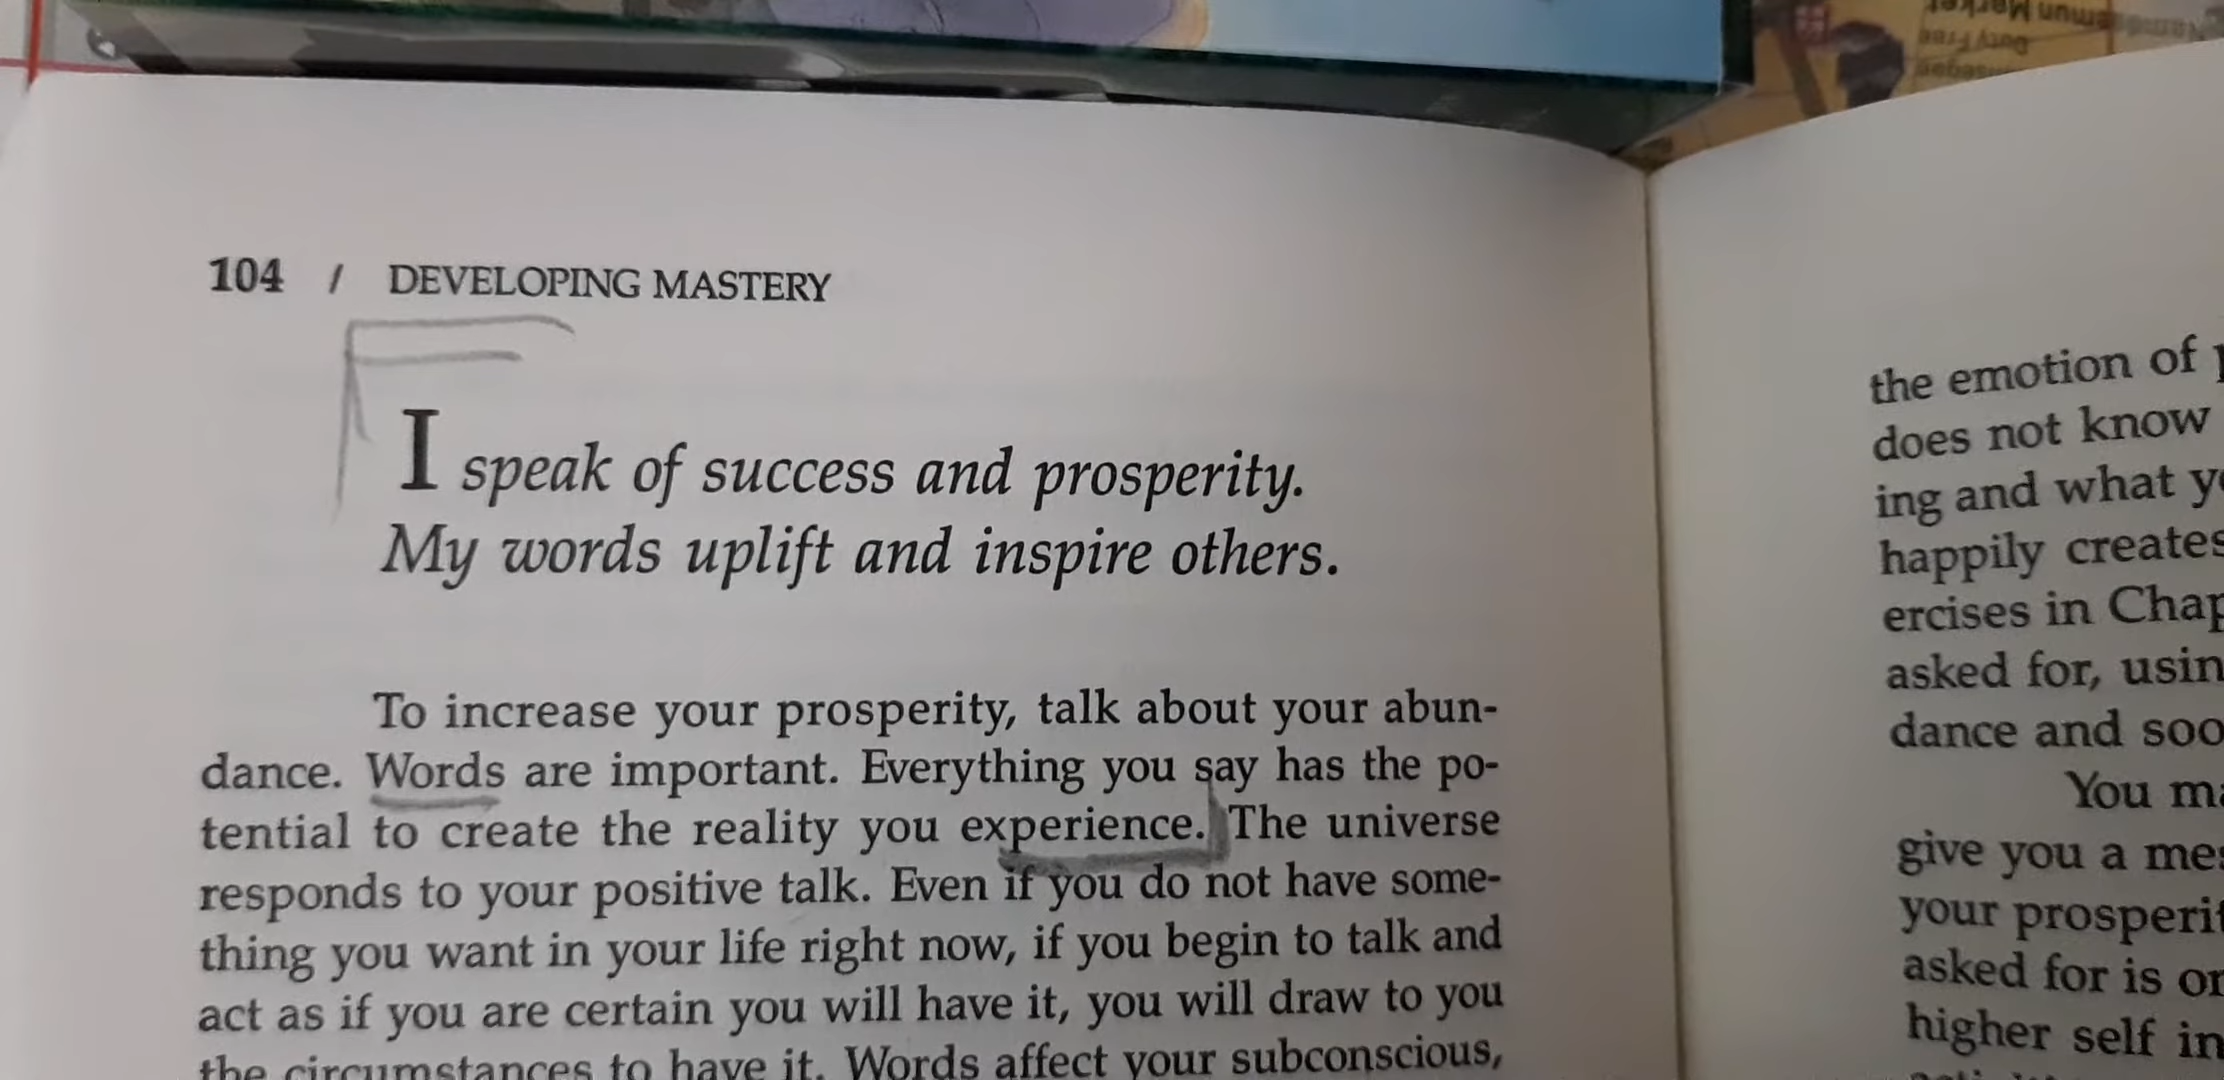 104 / DEVELOPING MASTERY
I speak of success and prosperity.
My words uplift and inspire others.
To increase your prosperity, talk about your abun-
dance. Words are important. Everything you say has the po-
tential to create the reality you experience. The universe
responds to your positive talk. Even if you do not have some-
thing you want in your life right now, if you begin to talk and
act as if you are certain you will have it, you will draw to you
the circumstances to have it. Words affect your subconscious,
the emotion of
does not know
ing and what
happily creates
ercises in
asked for,
dance and
You
give you a
your
asked for is
higher self in
Duty Free